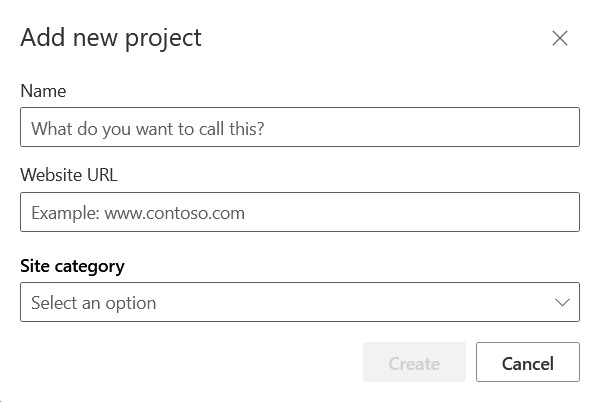 Add new project
Name
What do you want to call this?
Website URL
Example: www.contoso.com
Site category
Select an option
Create
Cancel